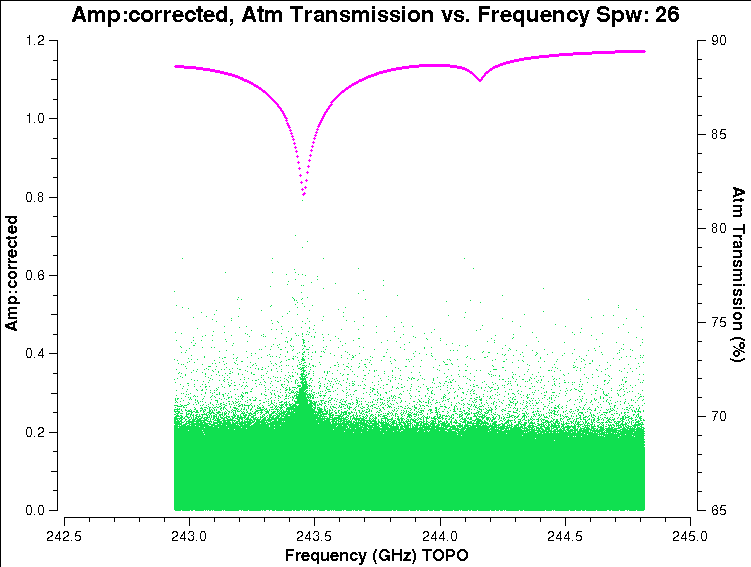 Amp:corrected, Atm Transmission vs. Frequency Spw: 26
1.2
1.0
0.8
0.6
0.4
0.2
0.0
Amp:corrected
90
85
80
75
70
65
Atm Transmission (%)
242.5 243.0 243.5 244.0 244.5 245.0
Frequency (GHz) TOPO